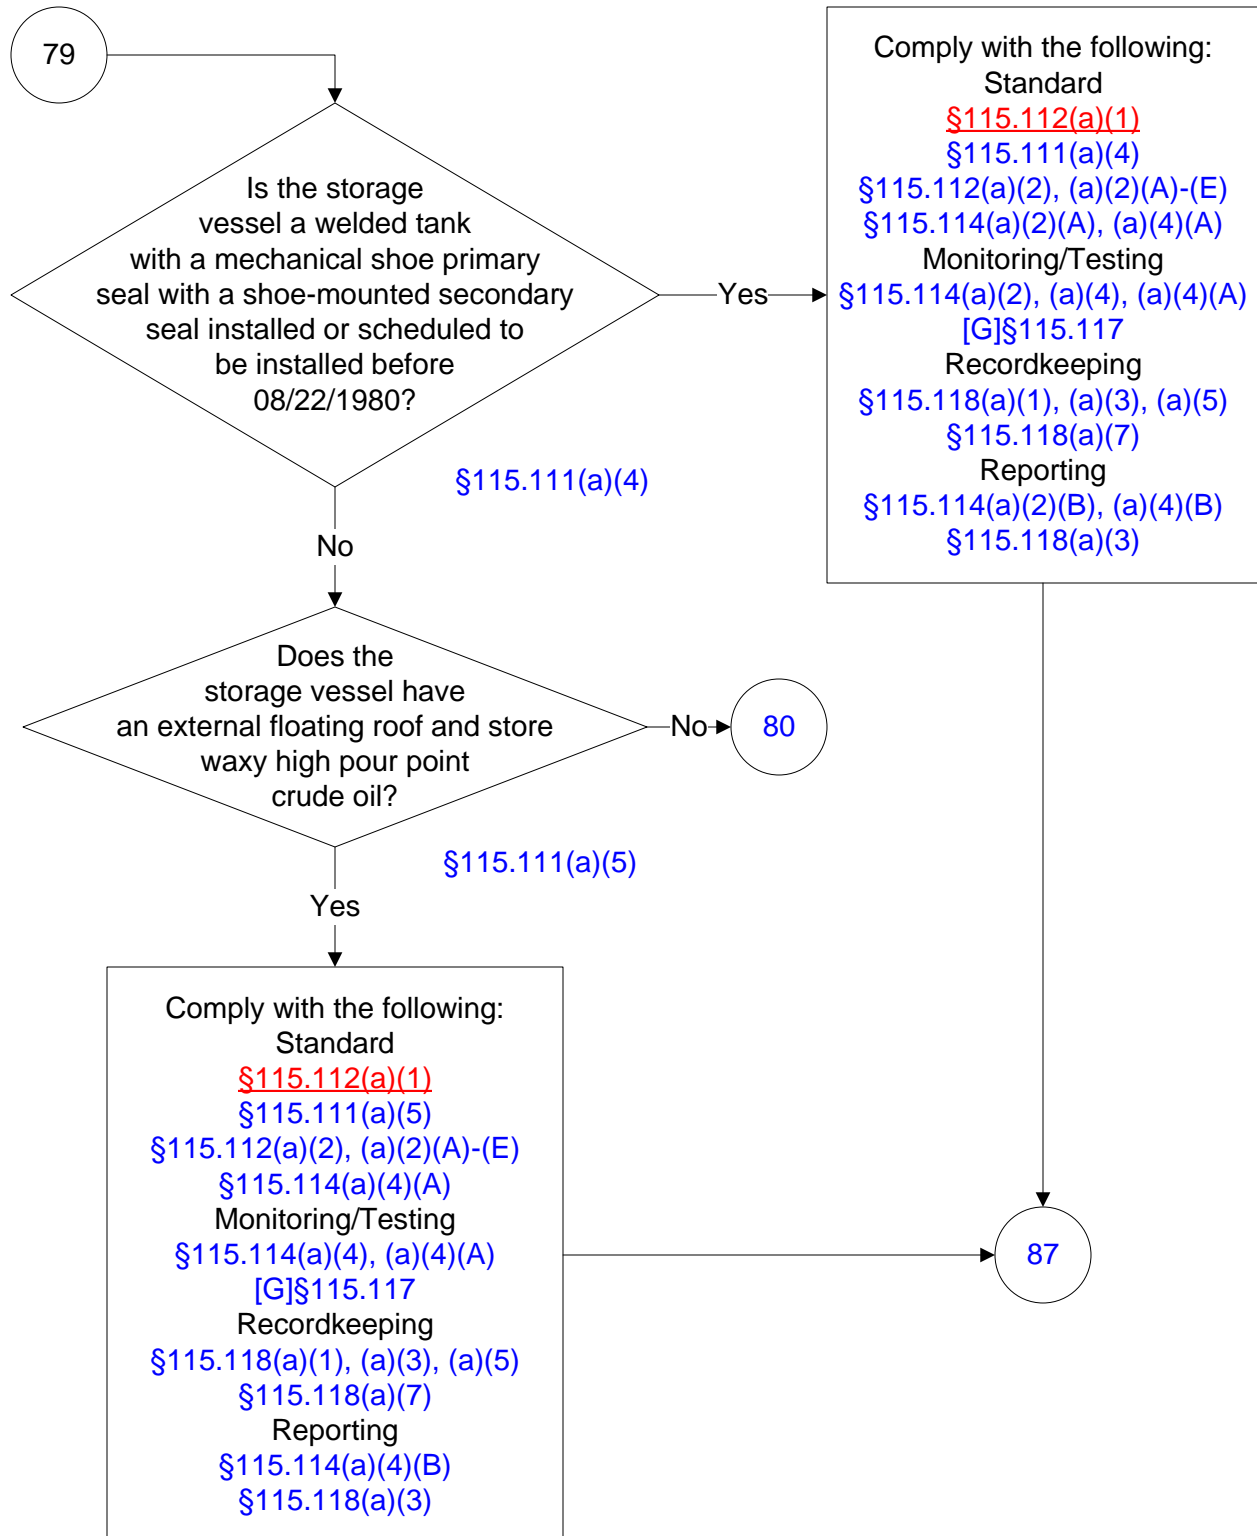 79
Is the storage
vessel a welded tank
with a mechanical shoe primary
seal with a shoe-mounted secondary
seal installed or scheduled to
be installed before
08/22/1980?
§115.111(a)(4)
Yes
Comply with the following:
Standard
§115.112(a)(1)
§115.111(a)(4)
§115.112(a)(2), (a)(2)(A)-(E)
§115.114(a)(2)(A), (a)(4)(A)
Monitoring/Testing
§115.114(a)(2), (a)(4), (a)(4)(A)
[G]§115.117
Recordkeeping
§115.118(a)(1), (a)(3), (a)(5)
§115.118(a)(7)
Reporting
§115.114(a)(2)(B), (a)(4)(B)
§115.118(a)(3)
No
Does the
storage vessel have
an external floating roof and store
waxy high pour point
crude oil?
§115.111(a)(5)
No
80
Yes
Comply with the following:
Standard
§115.112(a)(1)
§115.111(a)(5)
§115.112(a)(2), (a)(2)(A)-(E)
§115.114(a)(4)(A)
Monitoring/Testing
§115.114(a)(4), (a)(4)(A)
[G]§115.117
Recordkeeping
§115.118(a)(1), (a)(3), (a)(5)
§115.118(a)(7)
Reporting
§115.114(a)(4)(B)
§115.118(a)(3)
87